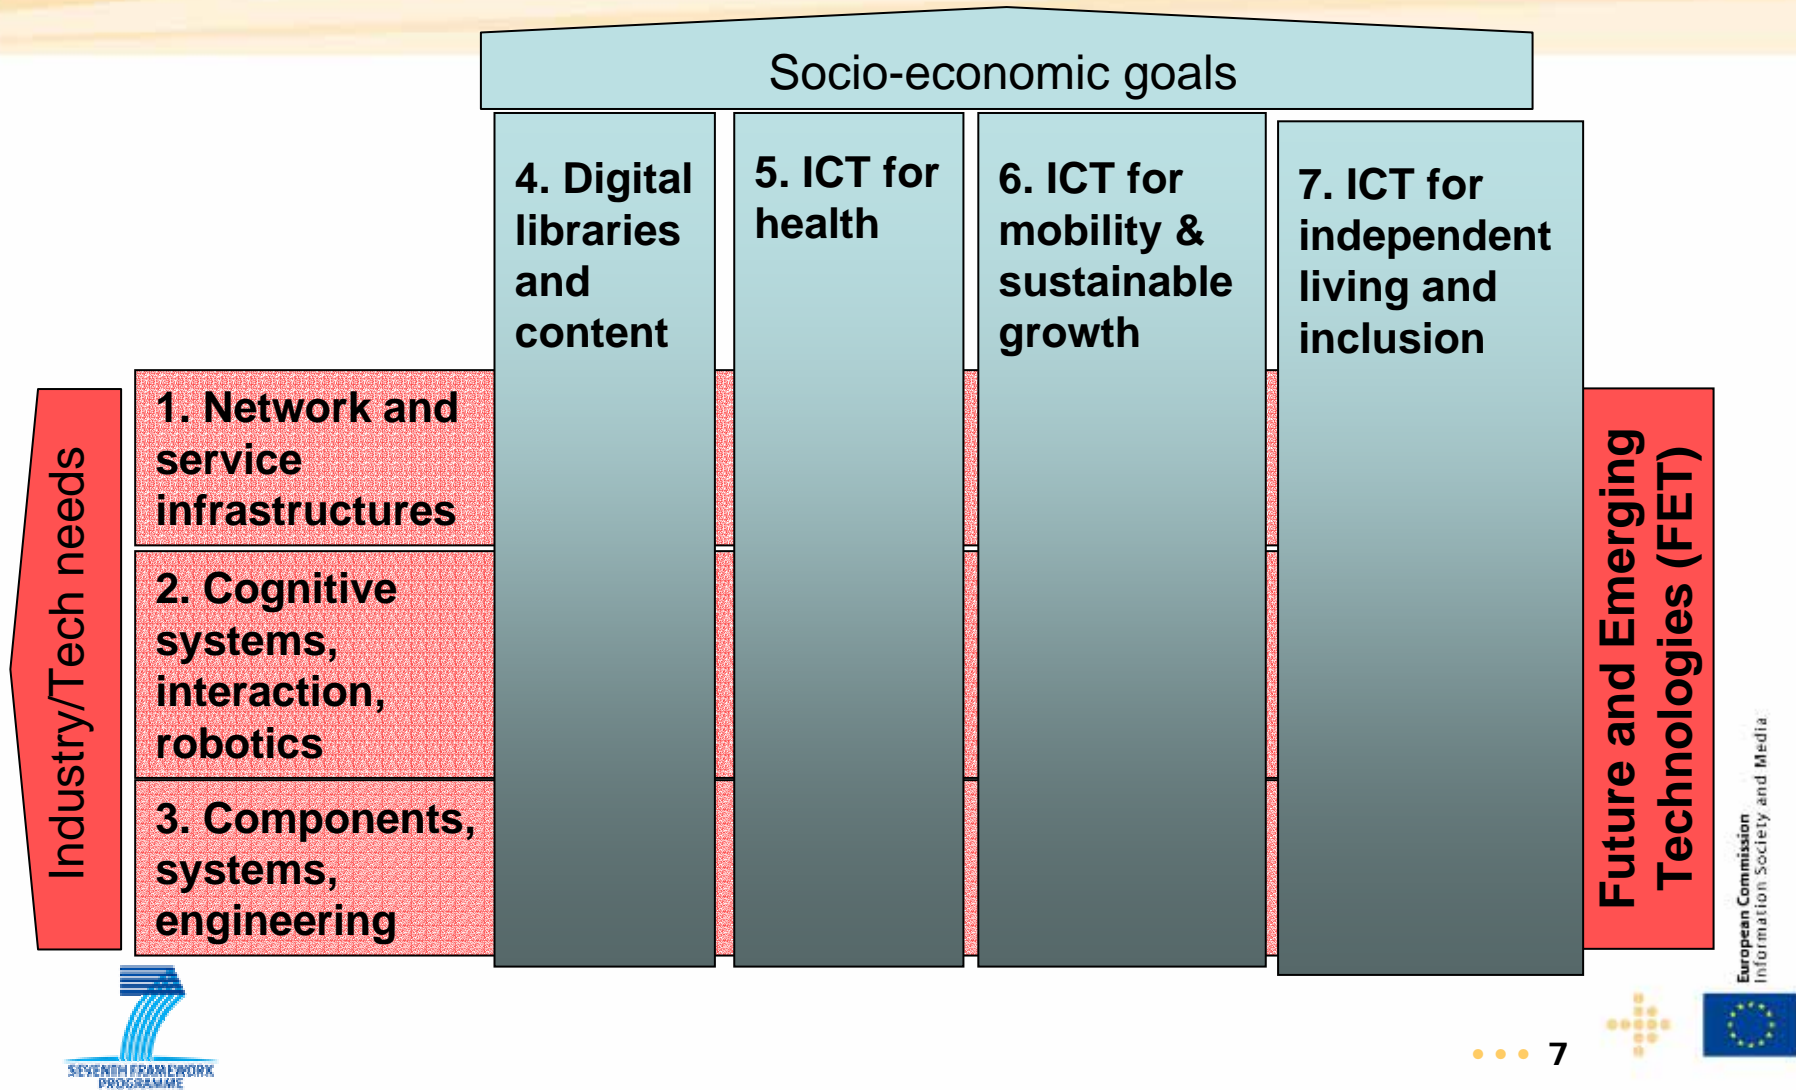 Socio-economic goals
4. Digital
libraries
and
content
5. ICT for
health
6. ICT for
mobility &
sustainable
growth
7. ICT for
independent
living and
inclusion
Industry/Tech needs
1. Network and
service
infrastructures
2. Cognitive
systems,
interaction,
robotics
3. Components,
systems,
engineering
Future and Emerging
Technologies (FET)
European Commission
Information Society and Media
SEVENTH FRAMEWORK
PROGRAMME
7